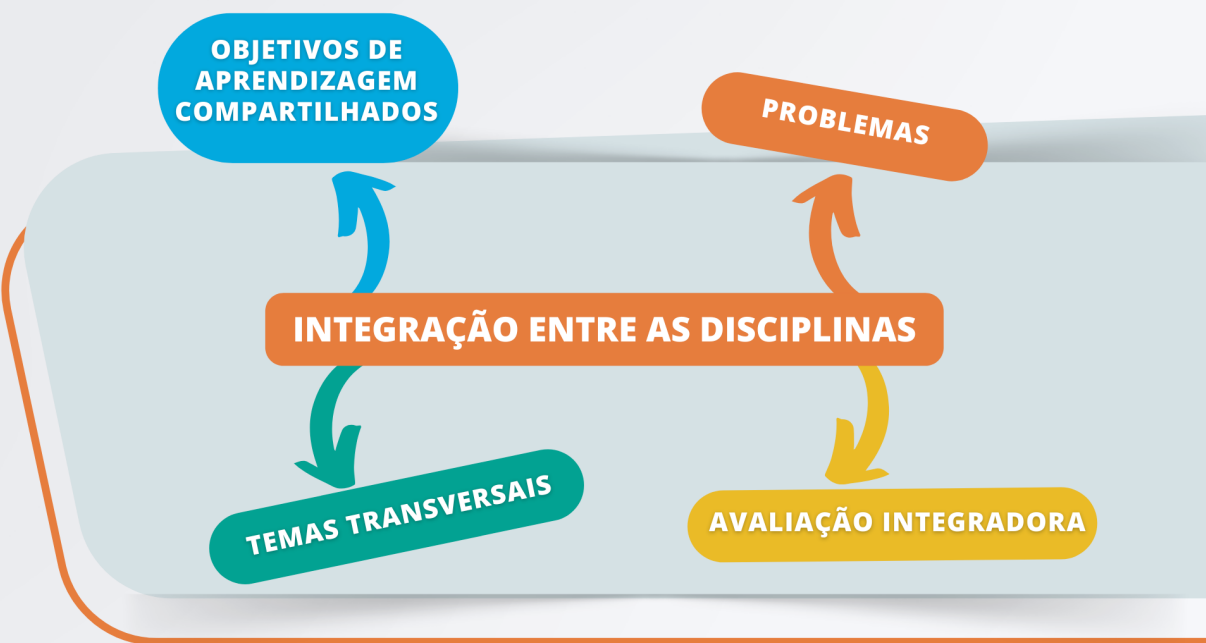 OBJETIVOS DE
APRENDIZAGEM
COMPARTILHADOS
PROBLEMAS
INTEGRAÇÃO ENTRE AS DISCIPLINAS
TEMAS TRANSVERSAIS
AVALIAÇÃO INTEGRADORA